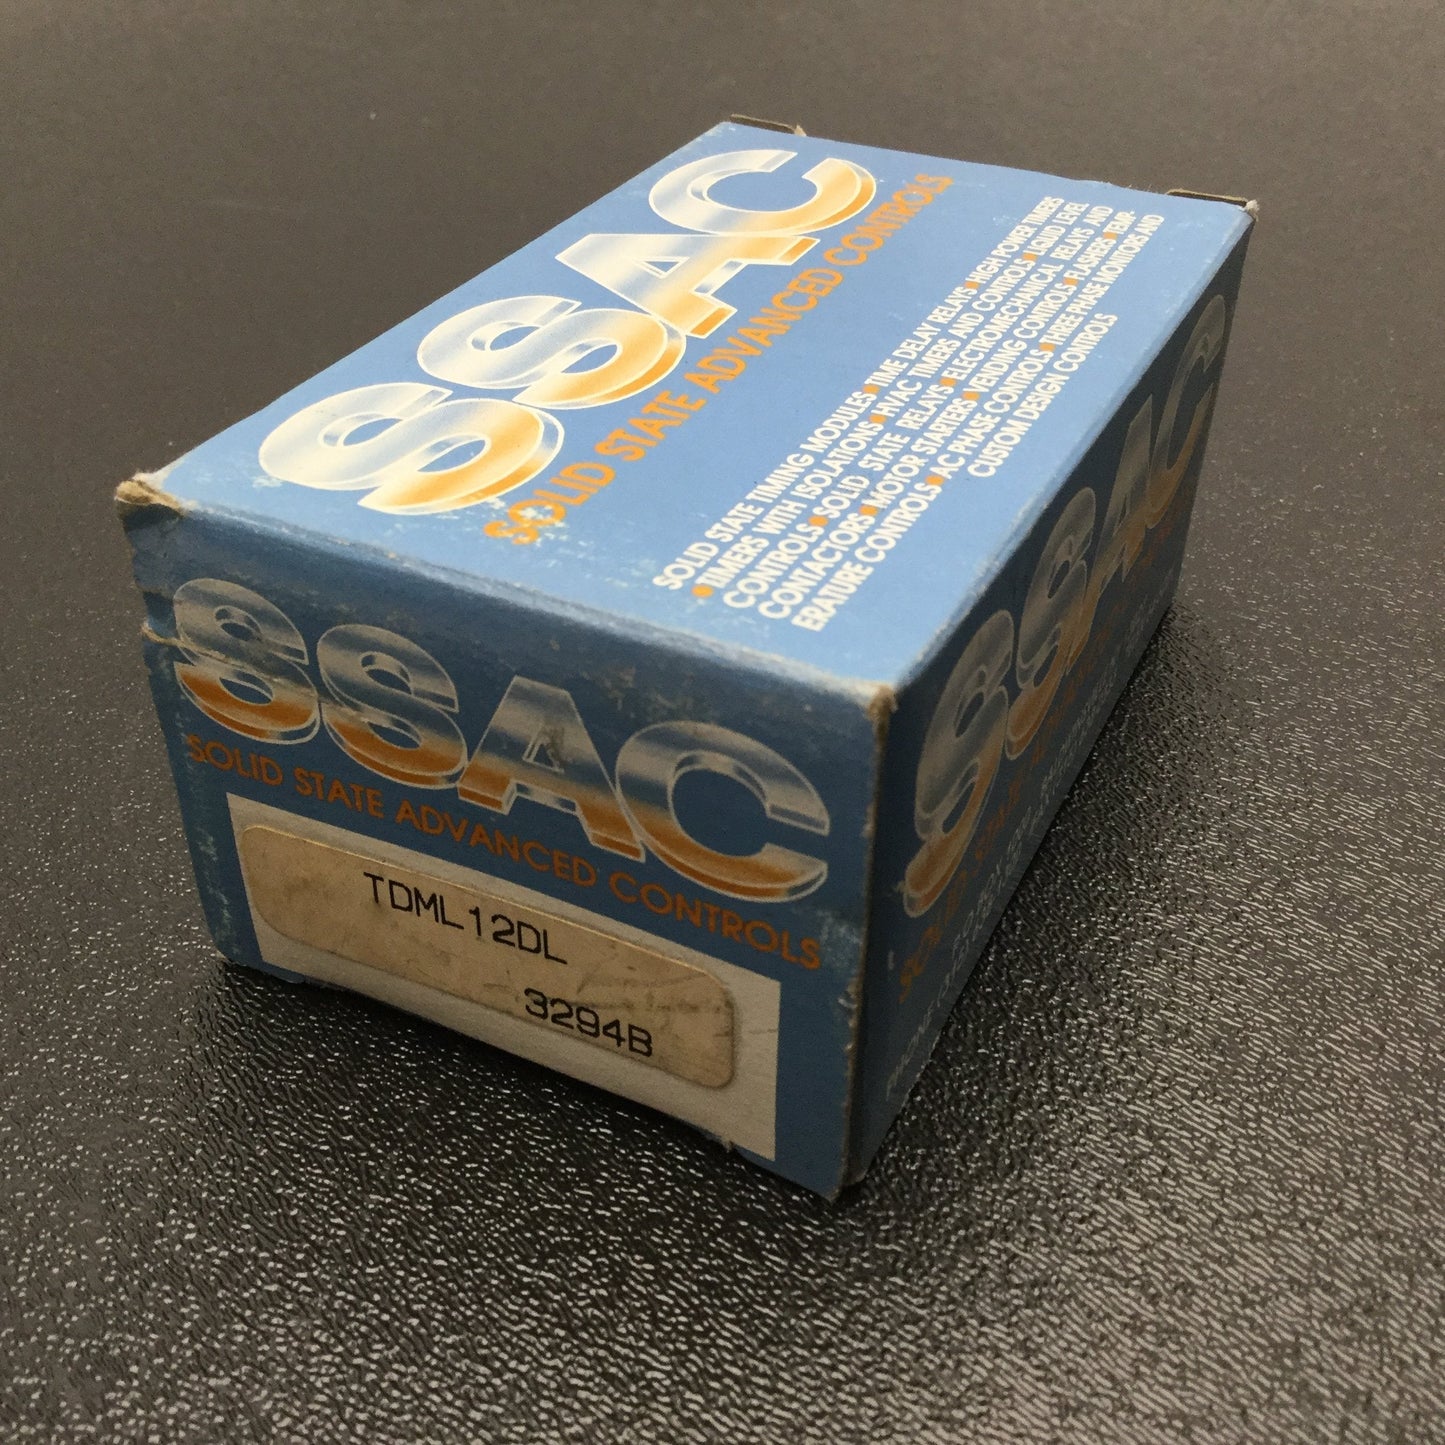 SSAC
SOLID STATE ADVANCED CONTROLS
SOLID STATE TIMING MODULES • TIME DELAY RELAYS • HIGH POWER TIMERS
• TIMERS WITH ISOLATIONS • HVAC TIMERS AND CONTROLS • LIQUID LEVEL
CONTROLS • SOLID STATE RELAYS • ELECTROMECHANICAL RELAYS AND
CONTACTORS • MOTOR STARTERS • VENDING CONTROLS • FLASHERS • TEMP-
ERATURE CONTROLS • AC PHASE CONTROLS • THREE PHASE MONITORS AND
CUSTOM DESIGN CONTROLS
SSAC
SOLID STATE ADVANCED CONTROLS
TDML12DL
3294B
SSAC